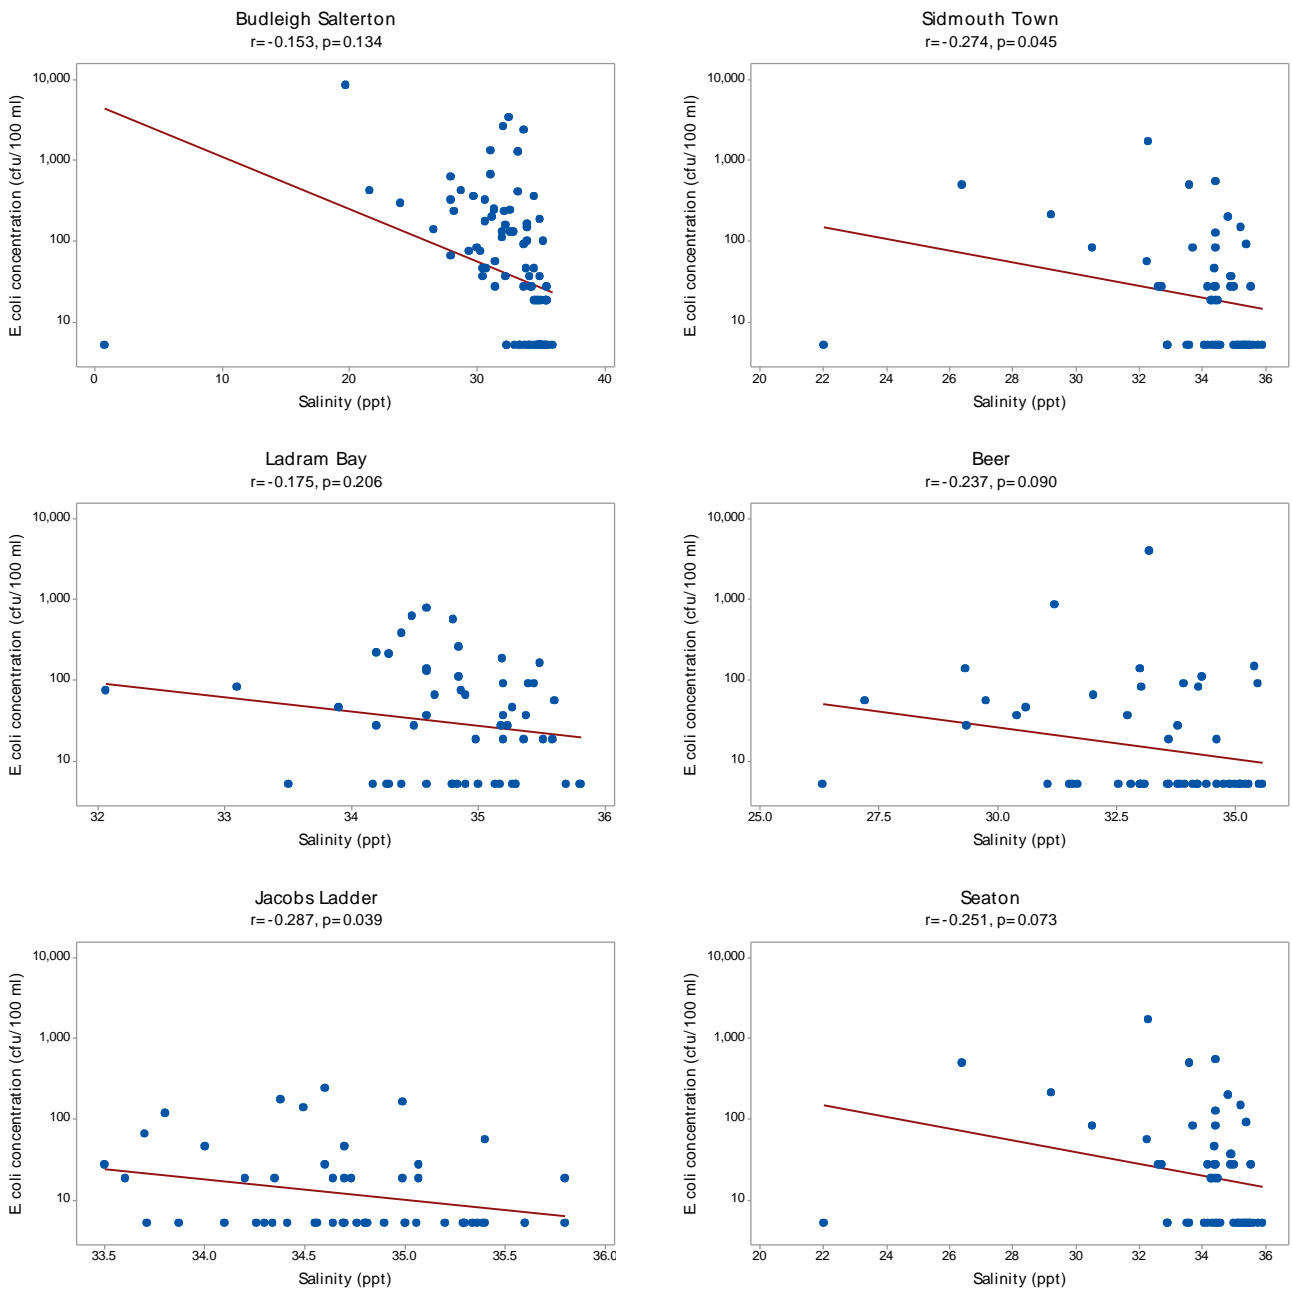 Budleigh Salterton
r=-0.153, p=0.134
E coli concentration (cfu/100 ml)
10,000
1,000
100
10
0 10 20 30 40
Salinity (ppt)
Sidmouth Town
r=-0.274, p=0.045
E coli concentration (cfu/100 ml)
10,000
1,000
100
10
20 22 24 26 28 30 32 34 36
Salinity (ppt)
Ladram Bay
r=-0.175, p=0.206
E coli concentration (cfu/100 ml)
10,000
1,000
100
10
32 33 34 35 36
Salinity (ppt)
Beer
r=-0.237, p=0.090
E coli concentration (cfu/100 ml)
10,000
1,000
100
10
25.0 27.5 30.0 32.5 35.0
Salinity (ppt)
Jacobs Ladder
r=-0.287, p=0.039
E coli concentration (cfu/100 ml)
10,000
1,000
100
10
33.5 34.0 34.5 35.0 35.5 36.0
Salinity (ppt)
Seaton
r=-0.251, p=0.073
E coli concentration (cfu/100 ml)
10,000
1,000
100
10
20 22 24 26 28 30 32 34 36
Salinity (ppt)